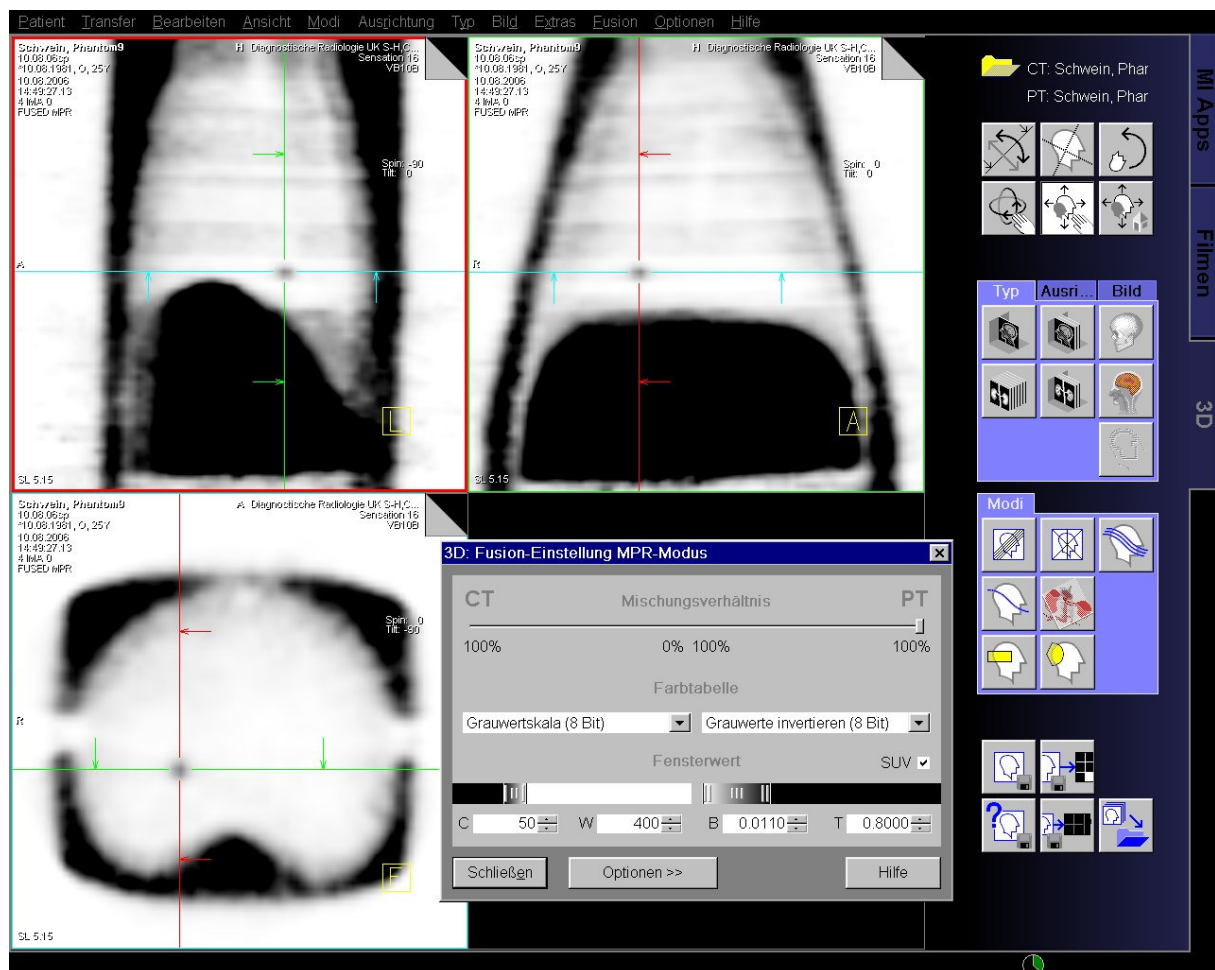 Patient Transfer Bearbeiten Ansicht Modi Ausrichtung Typ Bild Extras Fusion Optionen Hilfe
Schwein, Phantom9
10.08.06sp
*10.08.1981, O, 25Y
10.08.2006
14:49:27.13
4 IMA 0
FUSED MPR
H Diagnostische Radiologie UK S-H,C...
Sensation 16
VB10B
Spin: -90
Tilt: 0
A
L
SL 5.15
Schwein, Phantom9
10.08.06sp
*10.08.1981, O, 25Y
10.08.2006
14:49:27.13
4 IMA 0
FUSED MPR
H Diagnostische Radiologie UK S-H,C...
Sensation 16
VB10B
Spin: 0
Tilt: 0
R
A
SL 5.15
Schwein, Phantom9
10.08.06sp
*10.08.1981, O, 25Y
10.08.2006
14:49:27.13
4 IMA 0
FUSED MPR
A Diagnostische Radiologie UK S-H,C...
Sensation 16
VB10B
Spin: 0
Tilt: -90
R
F
SL 5.15
3D: Fusion-Einstellung MPR-Modus
CT Mischungsverhältnis PT
100% 0% 100% 100%
Farbtabelle
Grauwertskala (8 Bit) Grauwerte invertieren (8 Bit)
Fensterwert SUV
C 50 W 400 B 0.0110 T 0.8000
Schließen Optionen >> Hilfe
CT: Schwein, Phar
PT: Schwein, Phar
Typ Ausri... Bild
Modi
MI Apps
Filmen
3D